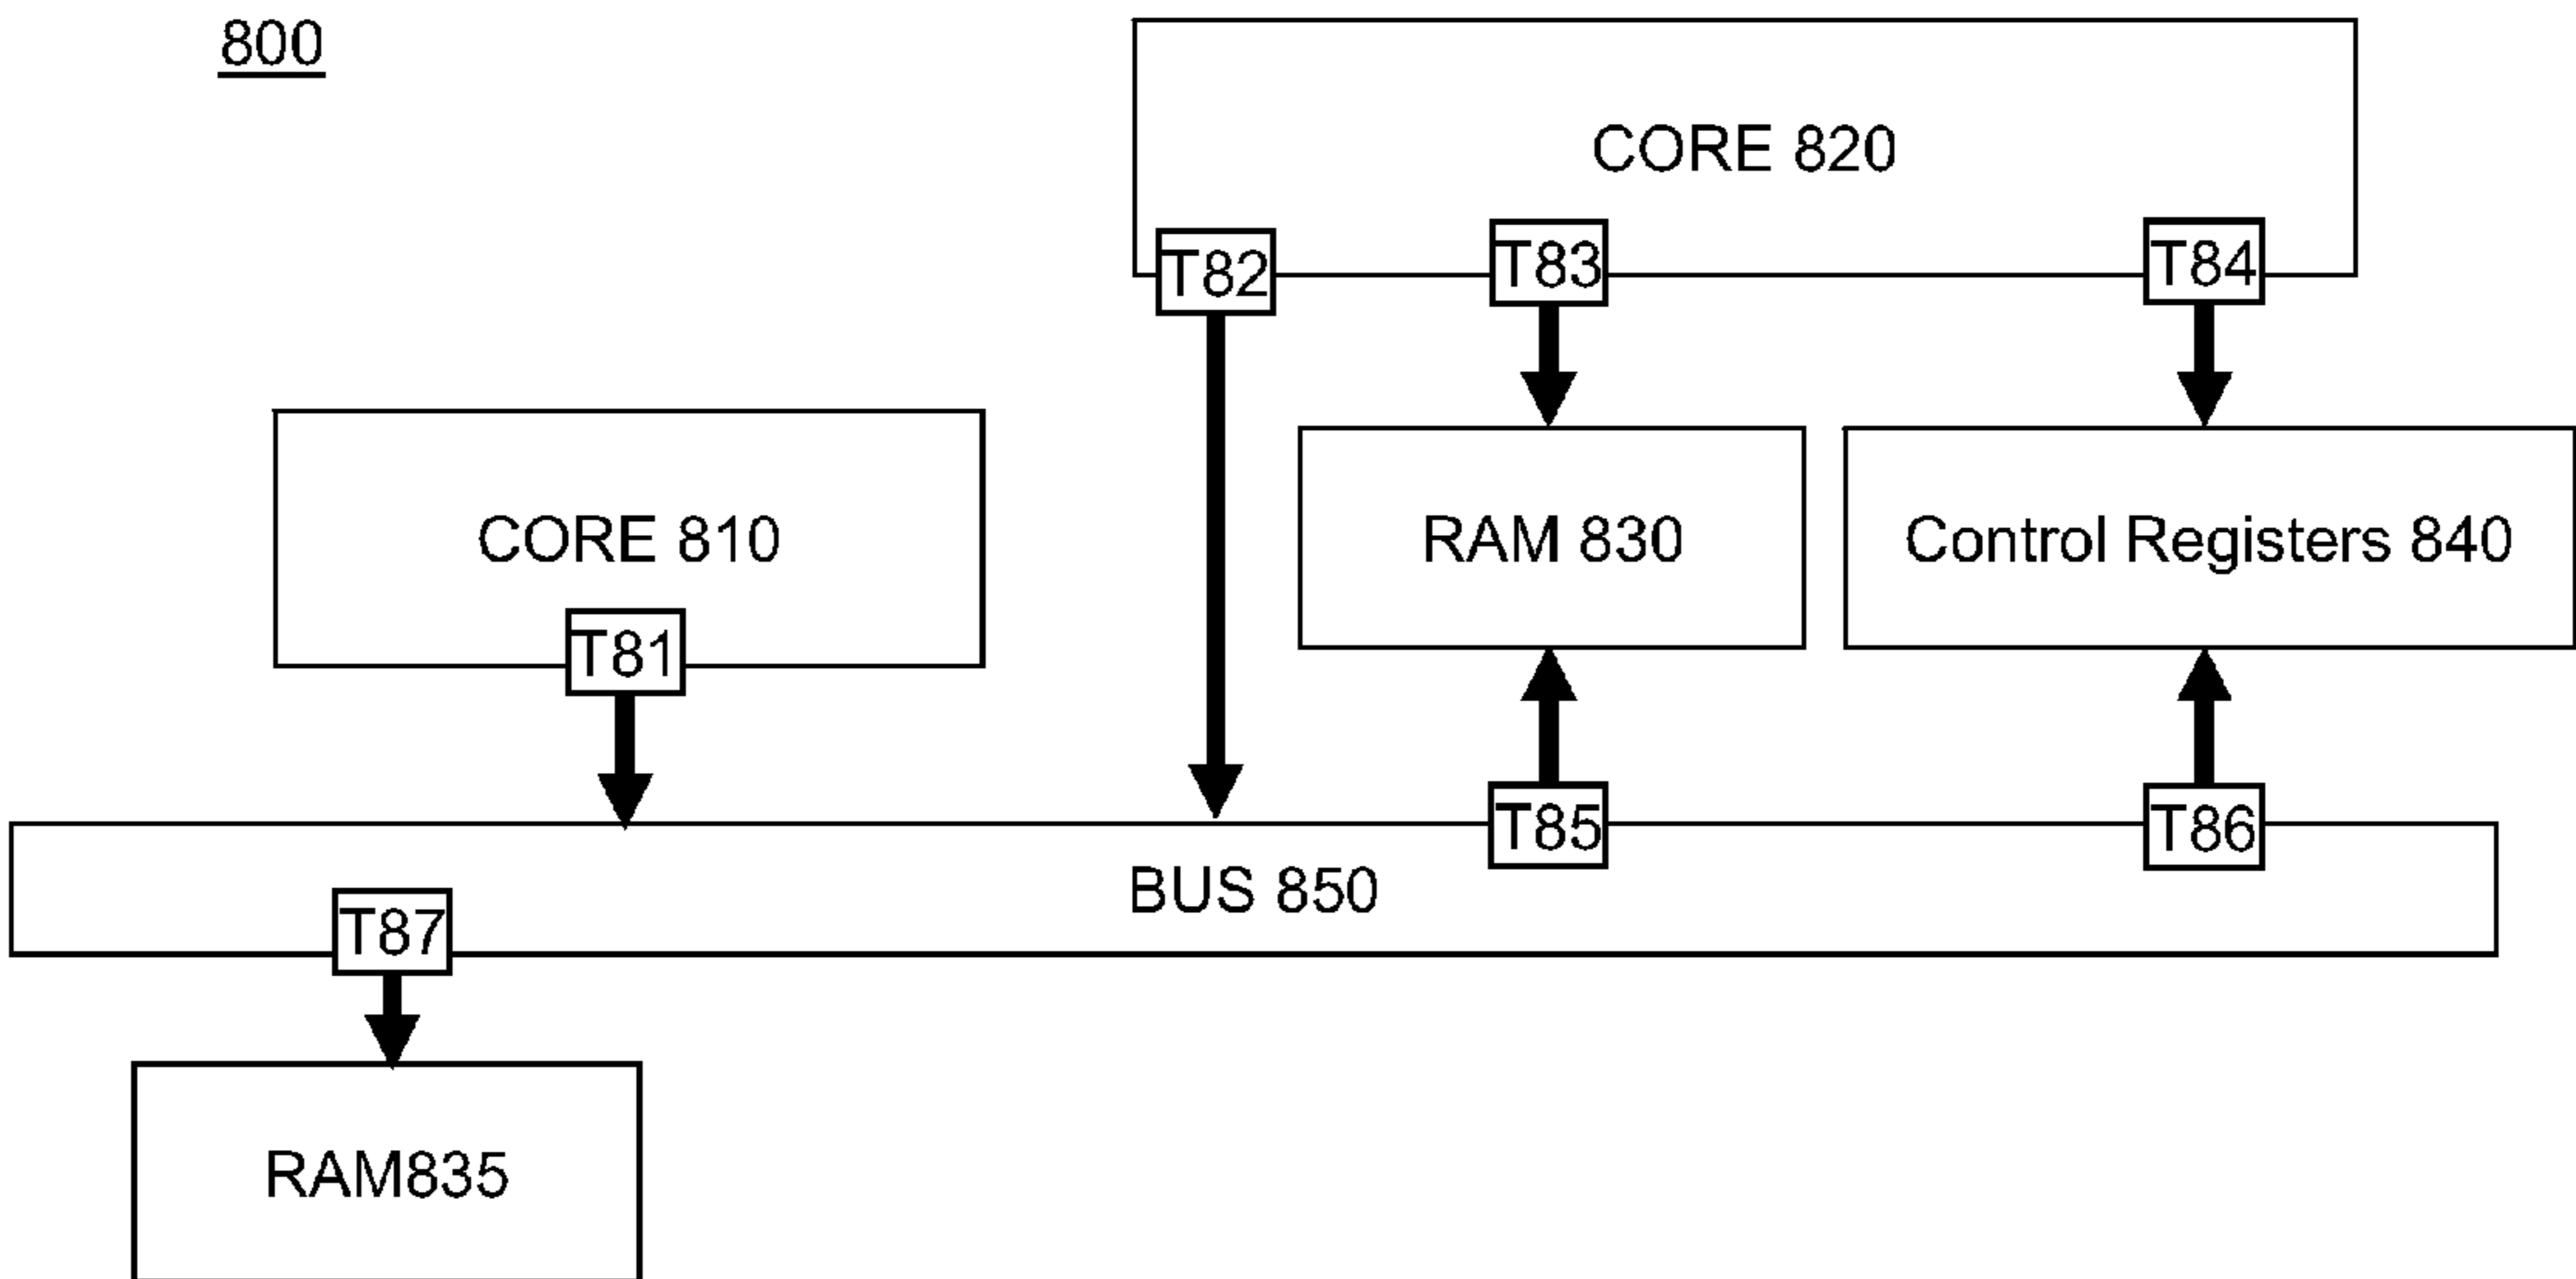 800
CORE 820
T82
T83
T84
CORE 810
RAM 830
Control Registers 840
T81
T85
T86
BUS 850
T87
RAM835